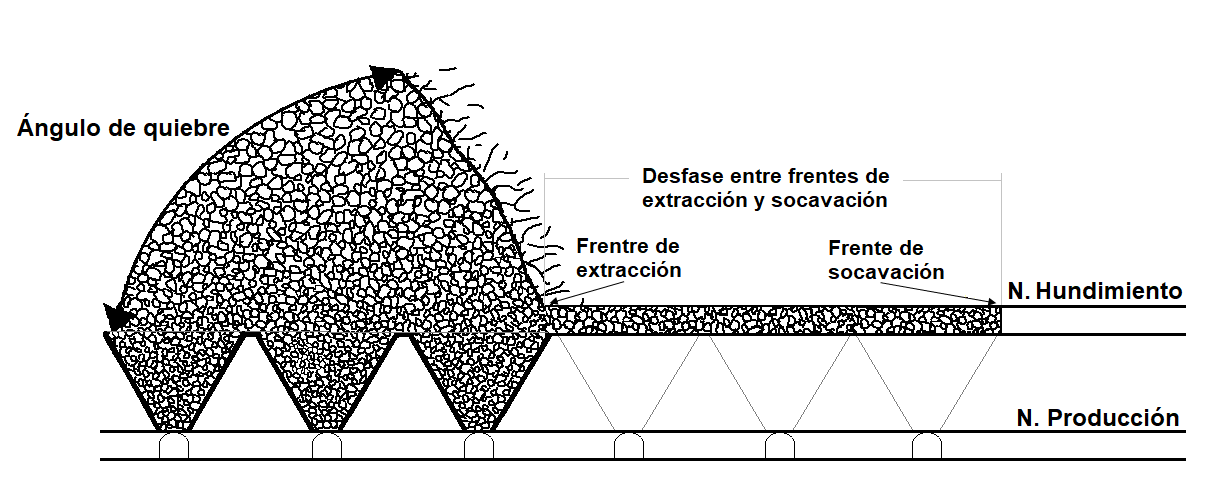 Ángulo de quiebre
Desfase entre frentes de
extracción y socavación
Frentre de
extracción
Frente de
socavación
N. Hundimiento
N. Producción